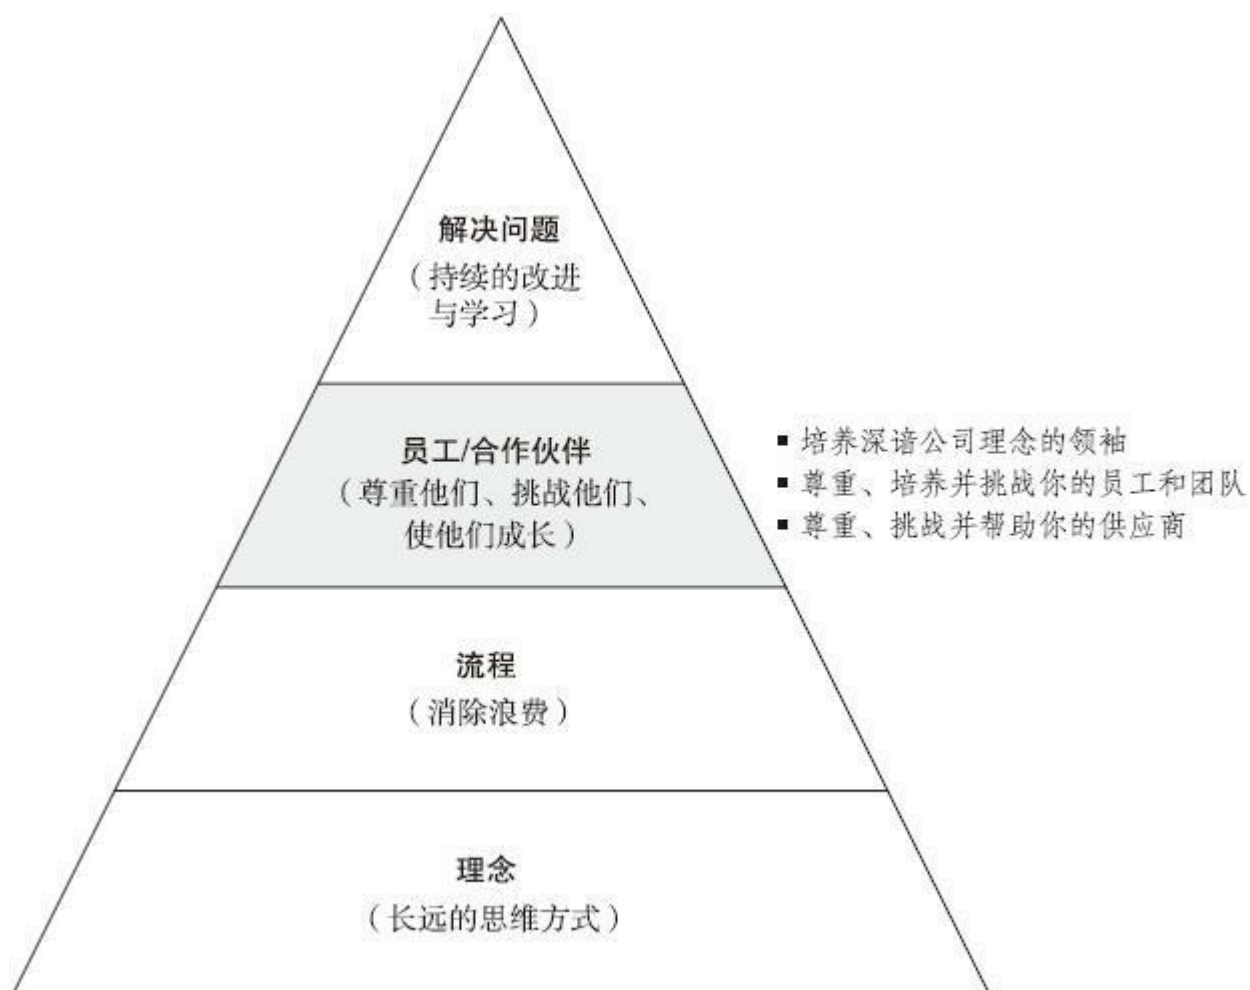 解决问题
（持续的改进
与学习）
员工/合作伙伴
（尊重他们、挑战他们、
使他们成长）
▪ 培养深谙公司理念的领袖
▪ 尊重、培养并挑战你的员工和团队
▪ 尊重、挑战并帮助你的供应商
流程
（消除浪费）
理念
（长远的思维方式）